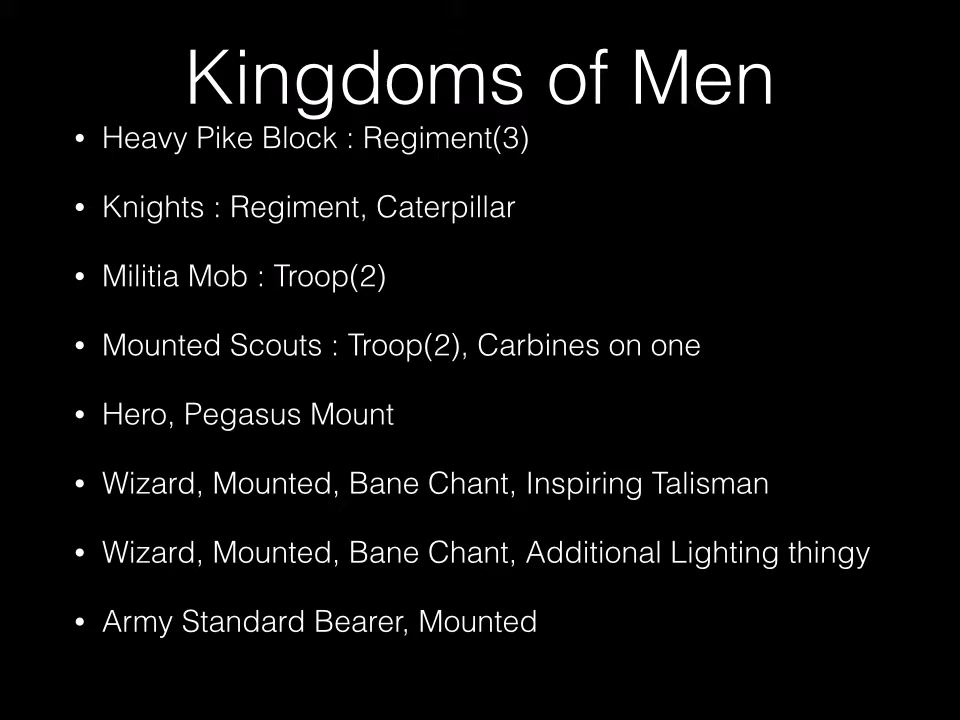 Kingdoms of Men
• Heavy Pike Block : Regiment(3)
• Knights : Regiment, Caterpillar
• Militia Mob : Troop(2)
• Mounted Scouts : Troop(2), Carbines on one
• Hero, Pegasus Mount
• Wizard, Mounted, Bane Chant, Inspiring Talisman
• Wizard, Mounted, Bane Chant, Additional Lighting thingy
• Army Standard Bearer, Mounted